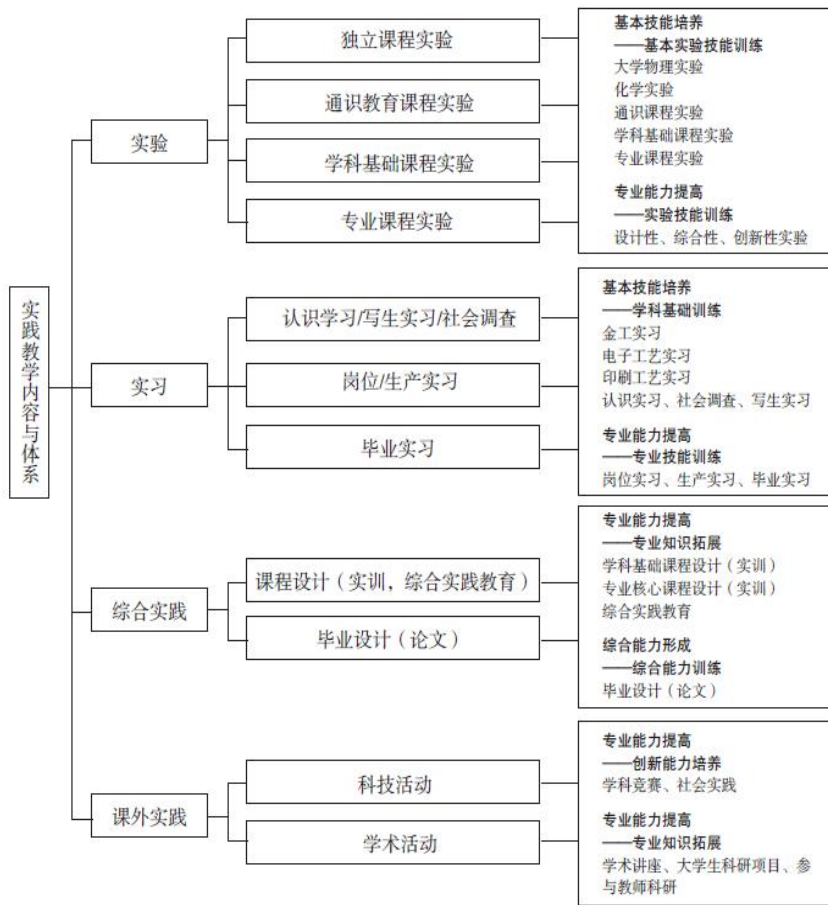 实践教学内容与体系
实验
独立课程实验
通识教育课程实验
学科基础课程实验
专业课程实验
基本技能培养
——基本实验技能训练
大学物理实验
化学实验
通识课程实验
学科基础课程实验
专业课程实验
专业能力提高
——实验技能训练
设计性、综合性、创新性实验
实习
认识学习/写生实习/社会调查
岗位/生产实习
毕业实习
基本技能培养
——学科基础训练
金工实习
电子工艺实习
印刷工艺实习
认识实习、社会调查、写生实习
专业能力提高
——专业技能训练
岗位实习、生产实习、毕业实习
综合实践
课程设计（实训，综合实践教育）
毕业设计（论文）
专业能力提高
——专业知识拓展
学科基础课程设计（实训）
专业核心课程设计（实训）
综合实践教育
综合能力形成
——综合能力训练
毕业设计（论文）
课外实践
科技活动
学术活动
专业能力提高
——创新能力培养
学科竞赛、社会实践
专业能力提高
——专业知识拓展
学术讲座、大学生科研项目、参
与教师科研